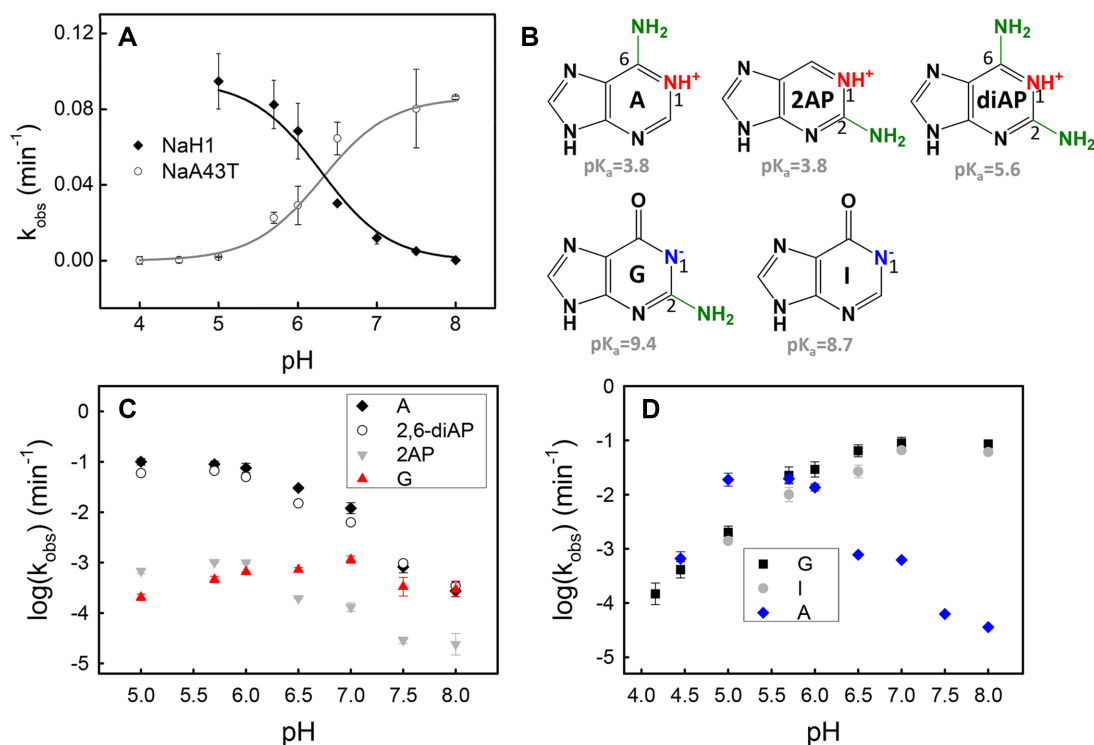 A
0.12
0.08
0.04
0.00
k_obs (min⁻¹)
NaH1
NaA43T
4 5 6 7 8
pH
B
NH₂
6
N
NH⁺
A
1
N
N
H
pKₐ=3.8
N
NH⁺
2AP
1
2
N
N
NH₂
H
pKₐ=3.8
NH₂
6
N
NH⁺
diAP
1
2
N
N
NH₂
H
pKₐ=5.6
O
N
N⁻
G
1
2
N
N
NH₂
H
pKₐ=9.4
O
N
N⁻
I
1
N
N
H
pKₐ=8.7
C
0
-1
-2
-3
-4
-5
log(k_obs) (min⁻¹)
A
2,6-diAP
2AP
G
5.0 5.5 6.0 6.5 7.0 7.5 8.0
pH
D
0
-1
-2
-3
-4
-5
log(k_obs) (min⁻¹)
G
I
A
4.0 4.5 5.0 5.5 6.0 6.5 7.0 7.5 8.0
pH